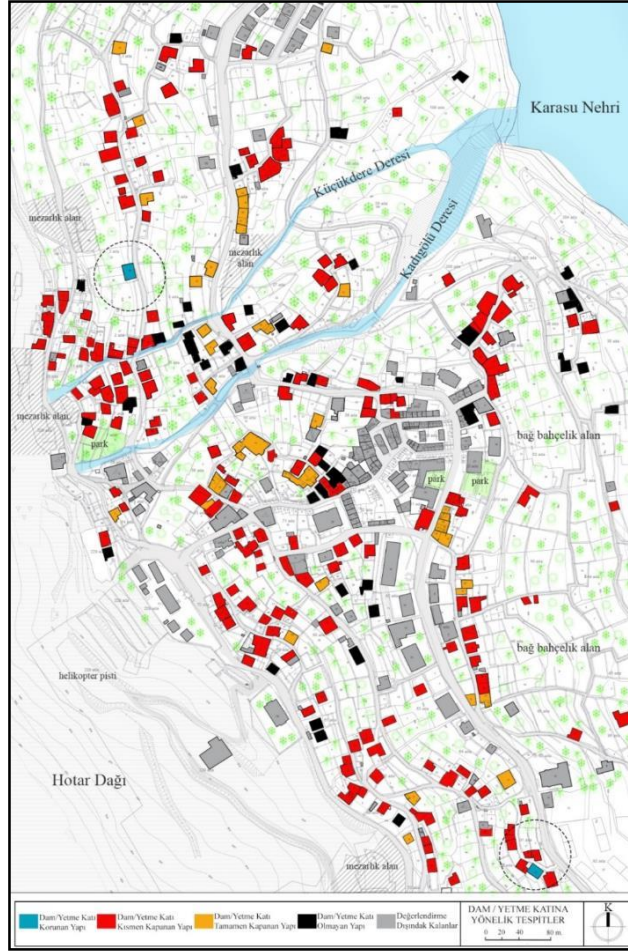 Karasu Nehri
Küçükdere Deresi
Kadıgölü Deresi
mezarlık alan
mezarlık
alan
mezarlık alan
park
bağ bahçelik alan
park
park
bağ bahçelik alan
helikopter pisti
Hotar Dağı
mezarlık alan
Dam/Yetme Katı
Korunan Yapı
Dam/Yetme Katı
Kısmen Kapanan Yapı
Dam/Yetme Katı
Tamamen Kapanan Yapı
Dam/Yetme Katı
Olmayan Yapı
Değerlendirme
Dışındak Kalanlar
DAM / YETME KATINA
YÖNELİK TESPİTLER
0 20 40 80 m.
K